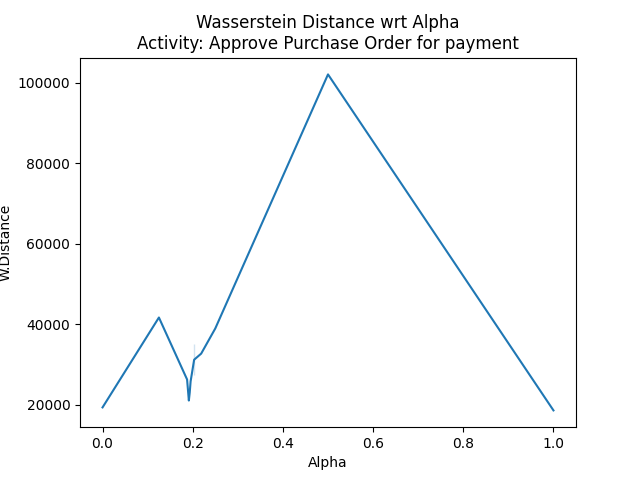 Wasserstein Distance wrt Alpha
Activity: Approve Purchase Order for payment
100000
80000
60000
40000
20000
W.Distance
0.0 0.2 0.4 0.6 0.8 1.0
Alpha